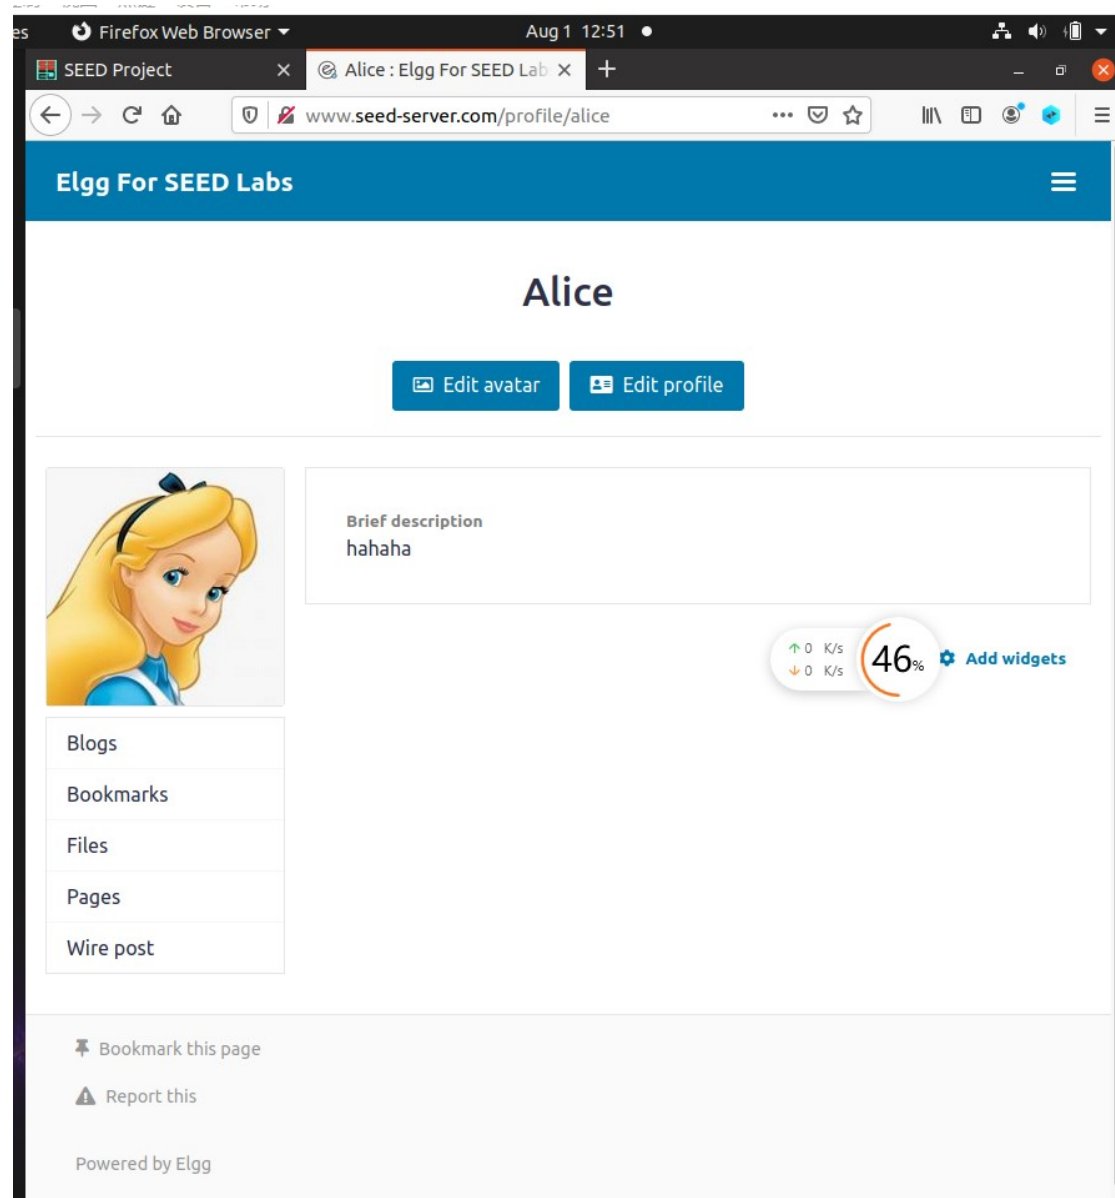 es Firefox Web Browser Aug 1 12:51
SEED Project Alice : Elgg For SEED Lab
www.seed-server.com/profile/alice
Elgg For SEED Labs
Alice
Edit avatar Edit profile
Brief description
hahaha
0 K/s
0 K/s
46%
Add widgets
Blogs
Bookmarks
Files
Pages
Wire post
Bookmark this page
Report this
Powered by Elgg